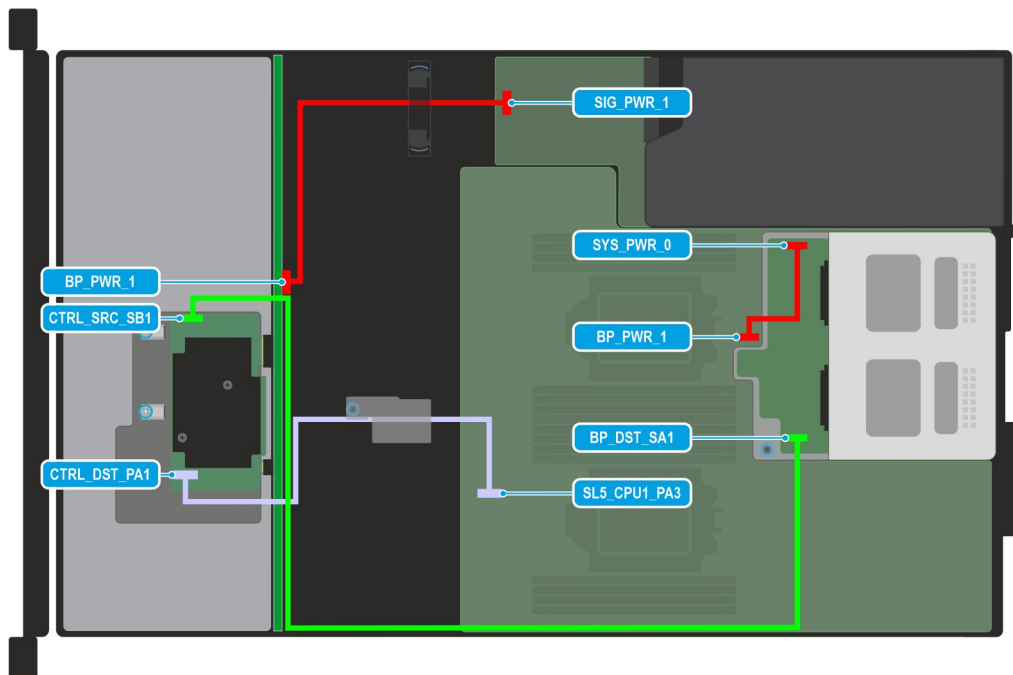 SIG_PWR_1
SYS_PWR_0
BP_PWR_1
CTRL_SRC_SB1
BP_PWR_1
BP_DST_SA1
CTRL_DST_PA1
SL5_CPU1_PA3